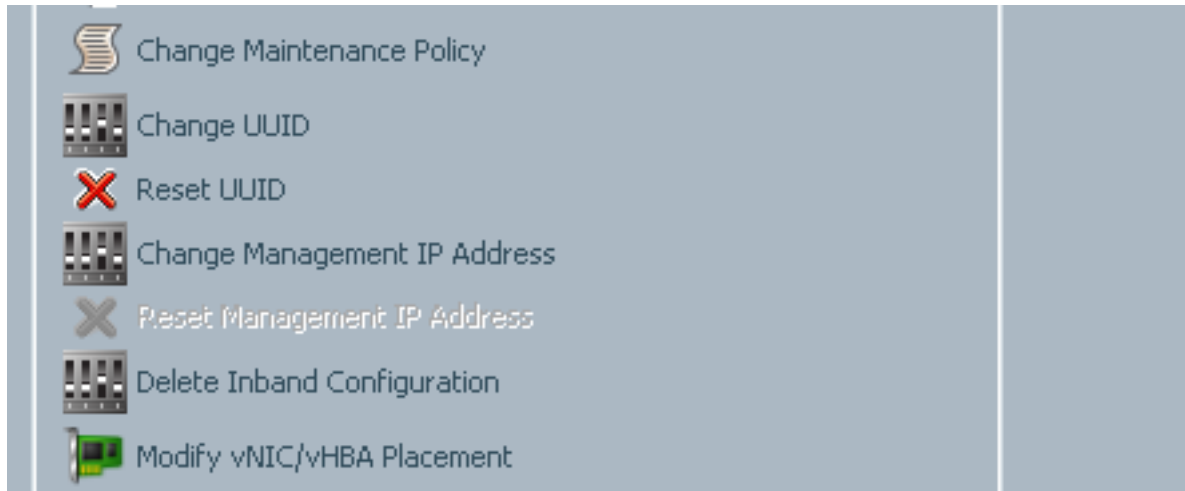 Change Maintenance Policy
Change UUID
Reset UUID
Change Management IP Address
Reset Management IP Address
Delete Inband Configuration
Modify vNIC/vHBA Placement